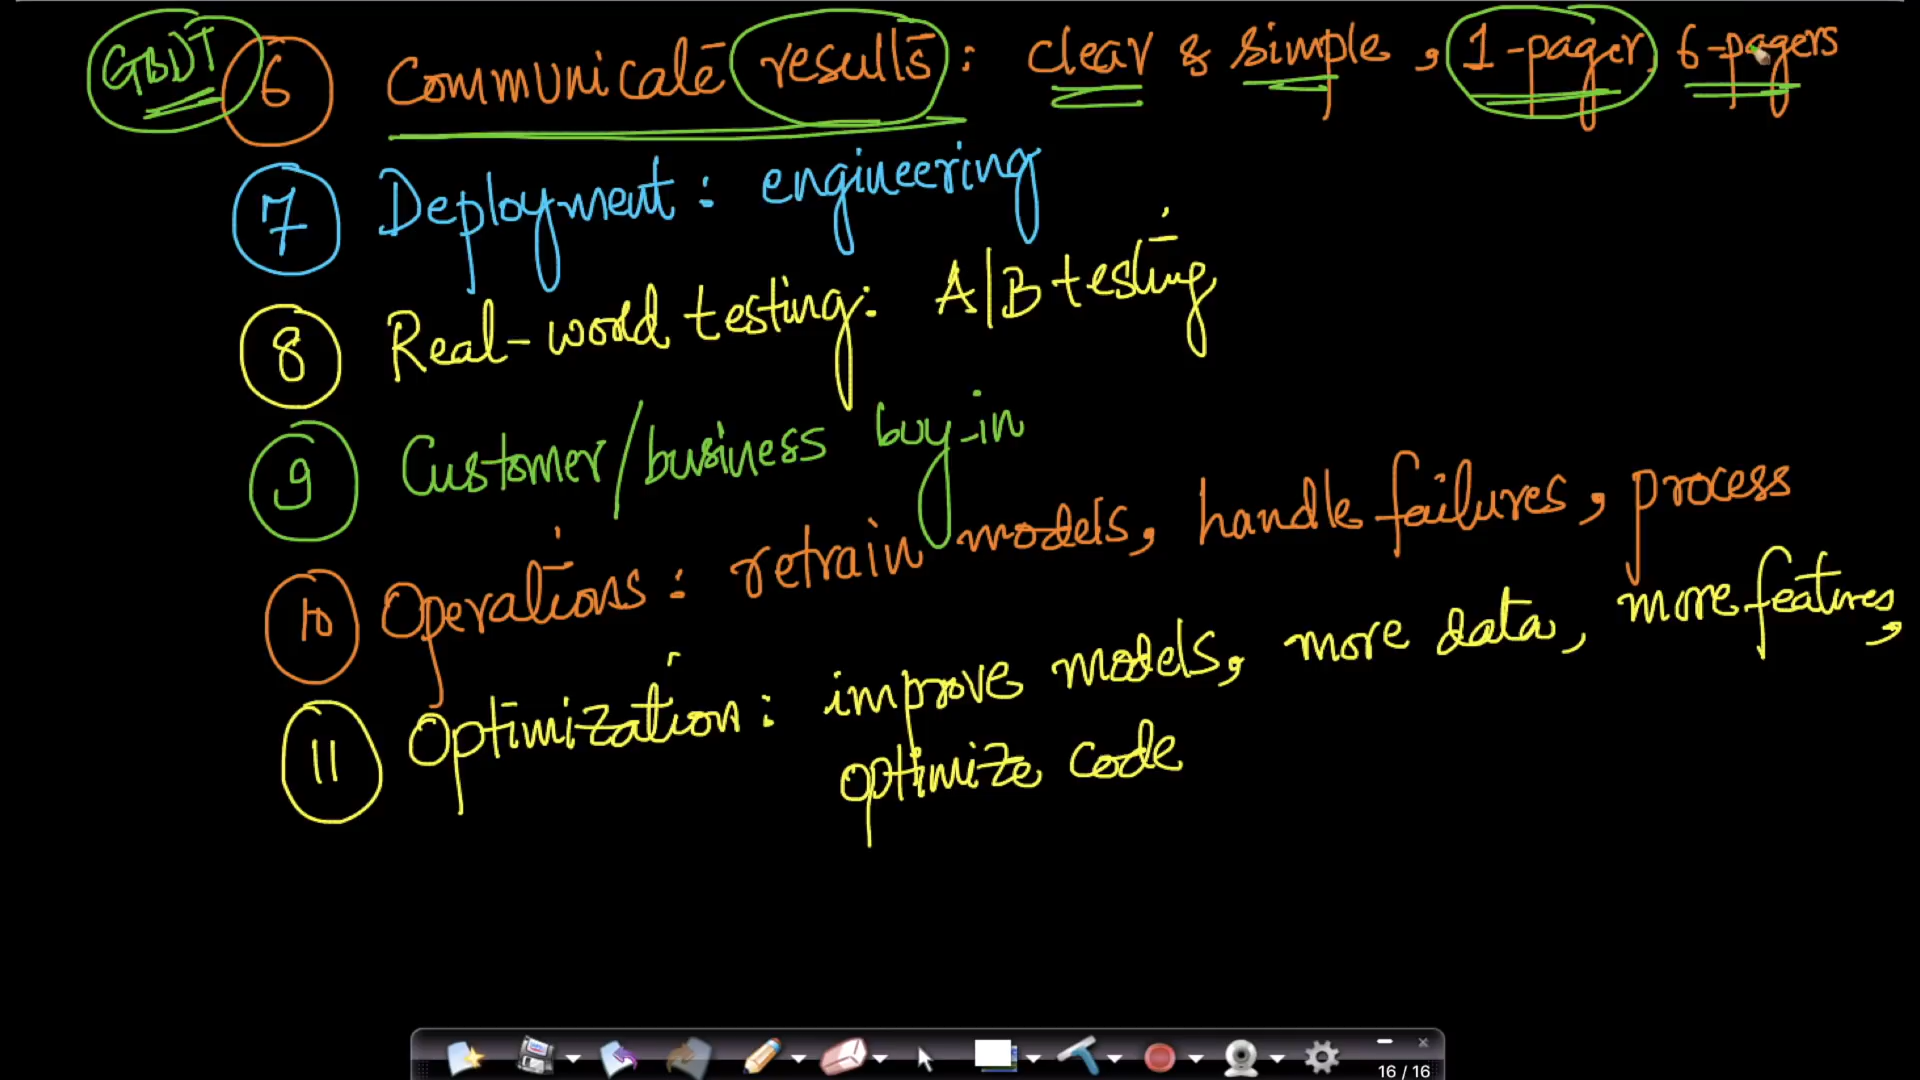 GBDT 6 Communicate results : clear & simple , 1-pager, 6-pagers
7 Deployment : engineering
8 Real-world testing : A/B testing
9 Customer/business buy-in
10 Operations : retrain models, handle failures, process
11 Optimization : improve models, more data, more features,
optimize code
16 / 16